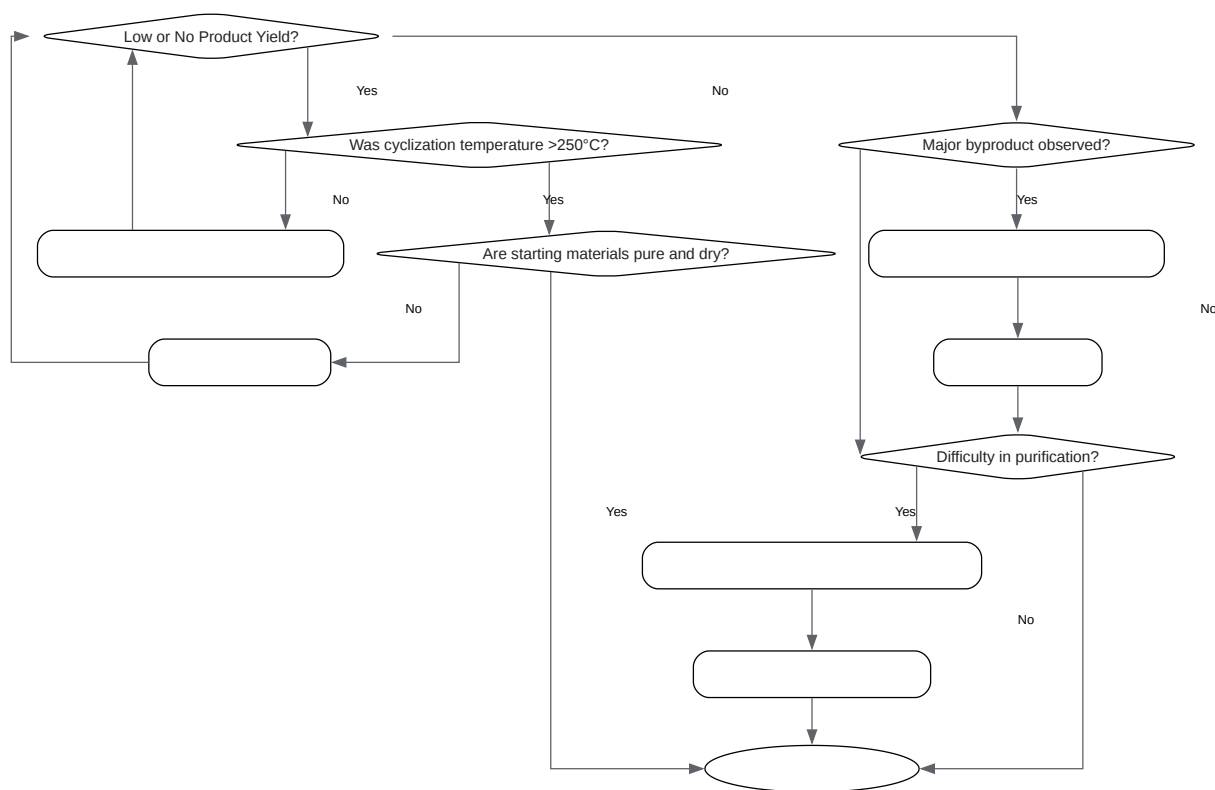 Low or No Product Yield?
Yes
No
Was cyclization temperature >250°C?
Major byproduct observed?
No
Yes
Yes
Are starting materials pure and dry?
No
No
Difficulty in purification?
Yes
Yes
No